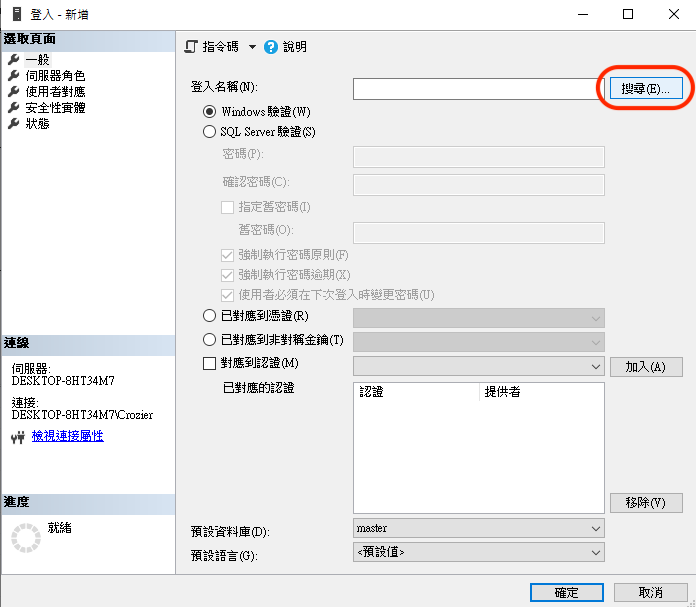 登入 - 新增
選取頁面
一般
伺服器角色
使用者對應
安全性實體
狀態
指令碼 說明
登入名稱(N): 搜尋(E)...
Windows 驗證(W)
SQL Server 驗證(S)
密碼(P):
確認密碼(C):
指定舊密碼(I)
舊密碼(O):
強制執行密碼原則(F)
強制執行密碼逾期(X)
使用者必須在下次登入時變更密碼(U)
已對應到憑證(R)
已對應到非對稱金鑰(T)
對應到認證(M) 加入(A)
已對應的認證 認證 提供者
移除(V)
預設資料庫(D): master
預設語言(G): <預設值>
連線
伺服器:
DESKTOP-8HT34M7
連接:
DESKTOP-8HT34M7\Crozier
檢視連接屬性
進度
就緒
確定 取消